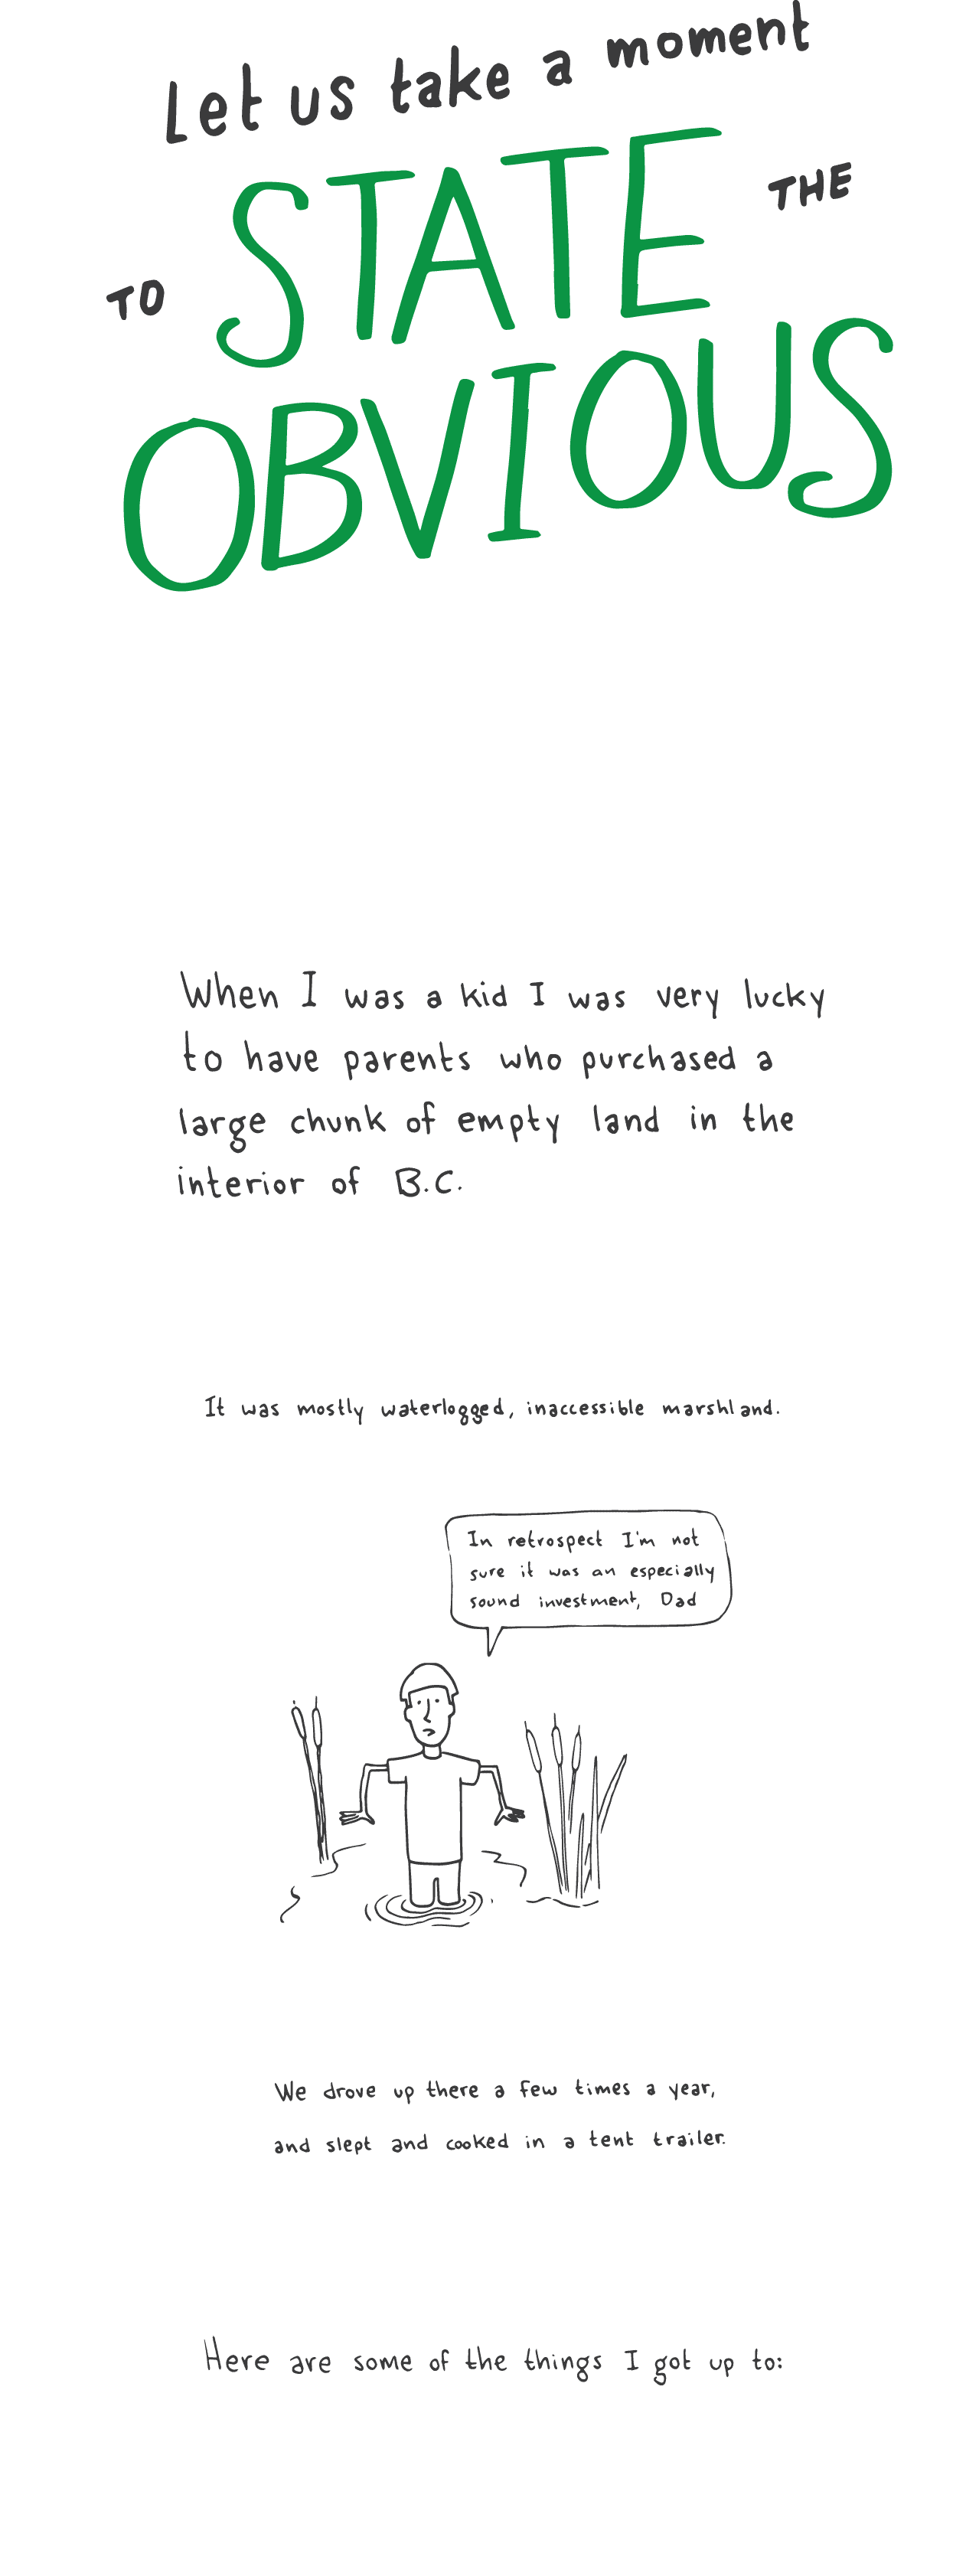 Let us take a moment
TO STATE THE
OBVIOUS
When I was a kid I was very lucky
to have parents who purchased a
large chunk of empty land in the
interior of B.C.
It was mostly waterlogged, inaccessible marshland.
In retrospect I'm not
sure it was an especially
sound investment, Dad
We drove up there a few times a year,
and slept and cooked in a tent trailer.
Here are some of the things I got up to: